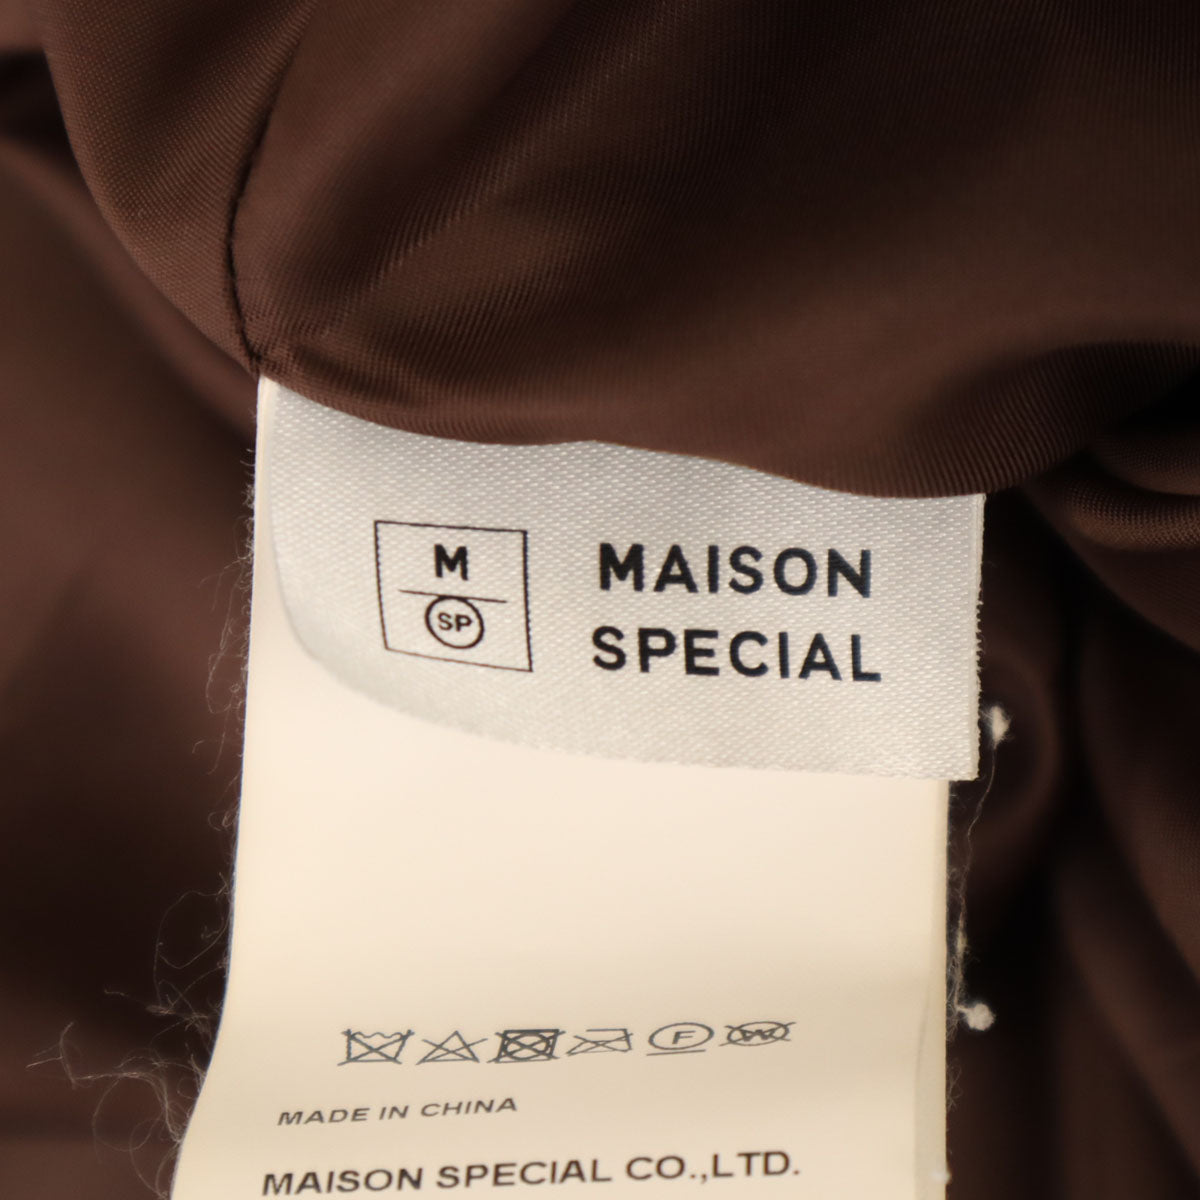 M
SP
MAISON
SPECIAL
F
W
MADE IN CHINA
MAISON SPECIAL CO.,LTD.